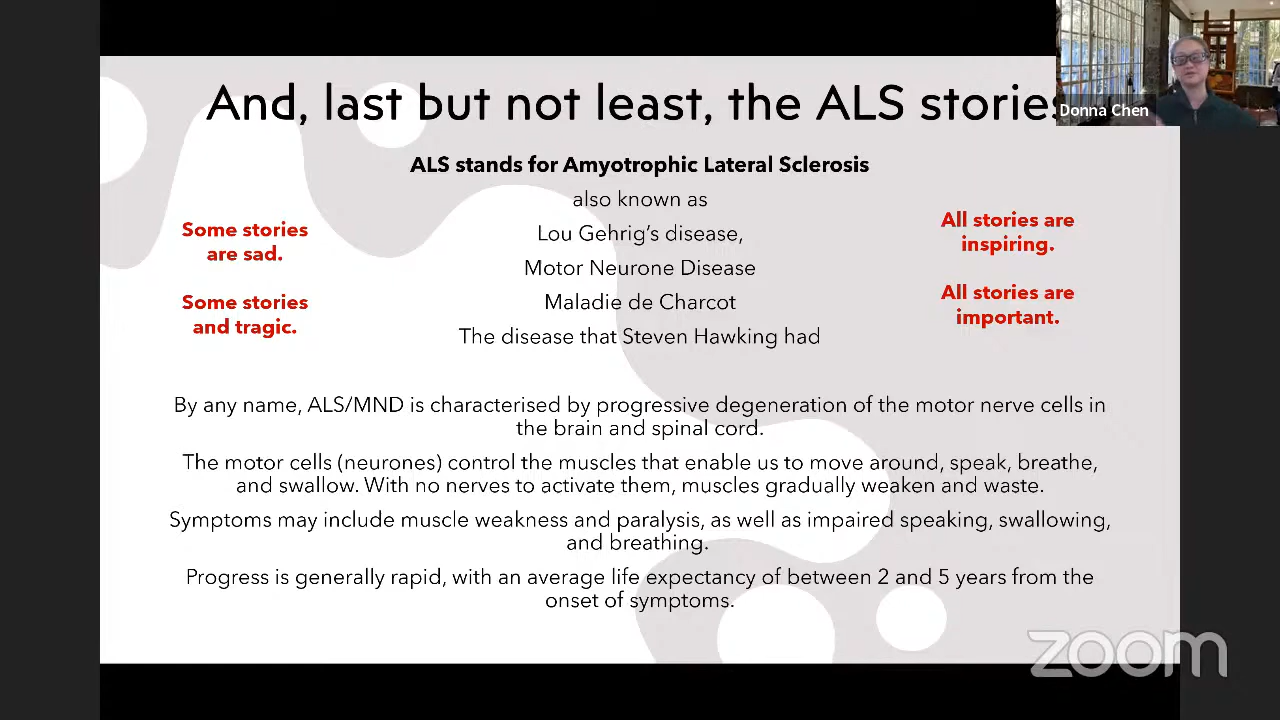 And, last but not least, the ALS stories
Donna Chen
ALS stands for Amyotrophic Lateral Sclerosis
also known as
Lou Gehrig's disease,
Motor Neurone Disease
Maladie de Charcot
The disease that Steven Hawking had
Some stories
are sad.
Some stories
and tragic.
All stories are
inspiring.
All stories are
important.
By any name, ALS/MND is characterised by progressive degeneration of the motor nerve cells in
the brain and spinal cord.
The motor cells (neurones) control the muscles that enable us to move around, speak, breathe,
and swallow. With no nerves to activate them, muscles gradually weaken and waste.
Symptoms may include muscle weakness and paralysis, as well as impaired speaking, swallowing,
and breathing.
Progress is generally rapid, with an average life expectancy of between 2 and 5 years from the
onset of symptoms.
zoom